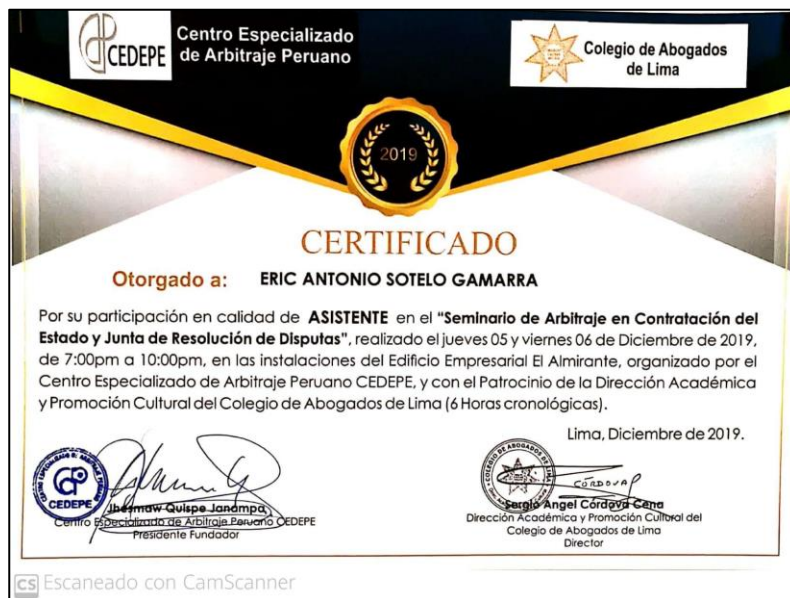 CEDEPE
Centro Especializado
de Arbitraje Peruano
Colegio de Abogados
de Lima
2019
CERTIFICADO
Otorgado a: ERIC ANTONIO SOTELO GAMARRA
Por su participación en calidad de ASISTENTE en el “Seminario de Arbitraje en Contratación del
Estado y Junta de Resolución de Disputas”, realizado el jueves 05 y viernes 06 de Diciembre de 2019,
de 7:00pm a 10:00pm, en las instalaciones del Edificio Empresarial El Almirante, organizado por el
Centro Especializado de Arbitraje Peruano CEDEPE, y con el Patrocinio de la Dirección Académica
y Promoción Cultural del Colegio de Abogados de Lima (6 Horas cronológicas).
Lima, Diciembre de 2019.
CEDEPE
Jhesmaw Quispe Janampa
Centro Especializado de Arbitraje Peruano CEDEPE
Presidente Fundador
CÓRDOVA
Sergio Angel Córdova Cena
Dirección Académica y Promoción Cultural del
Colegio de Abogados de Lima
Director
CS Escaneado con CamScanner